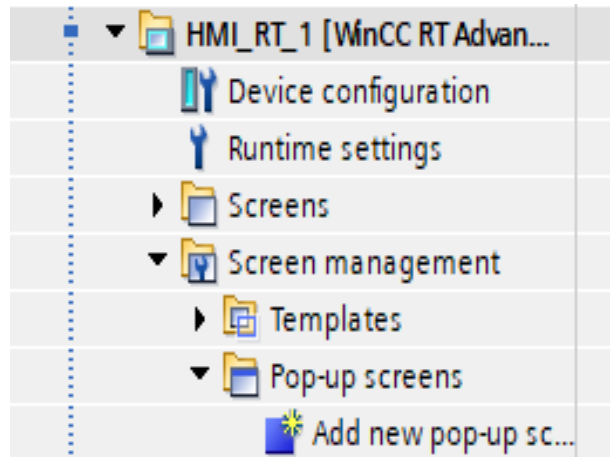 HMI_RT_1 [WinCC RT Advan...
Device configuration
Runtime settings
Screens
Screen management
Templates
Pop-up screens
Add new pop-up sc...